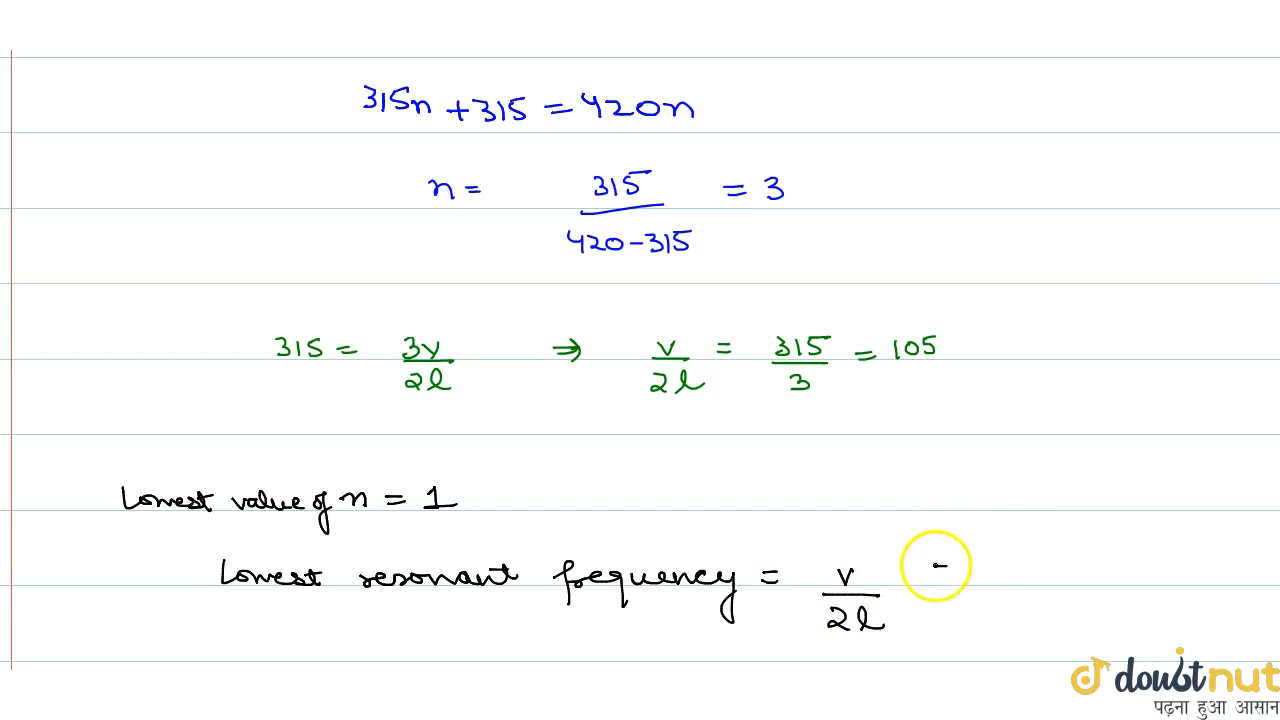 315n + 315 = 420n
n = 315 / 420 - 315 = 3
315 = 3v / 2l ⇒ v / 2l = 315 / 3 = 105
Lowest value of n = 1
Lowest resonant frequency = v / 2l -
doubtnut
पढ़ना हुआ आसान